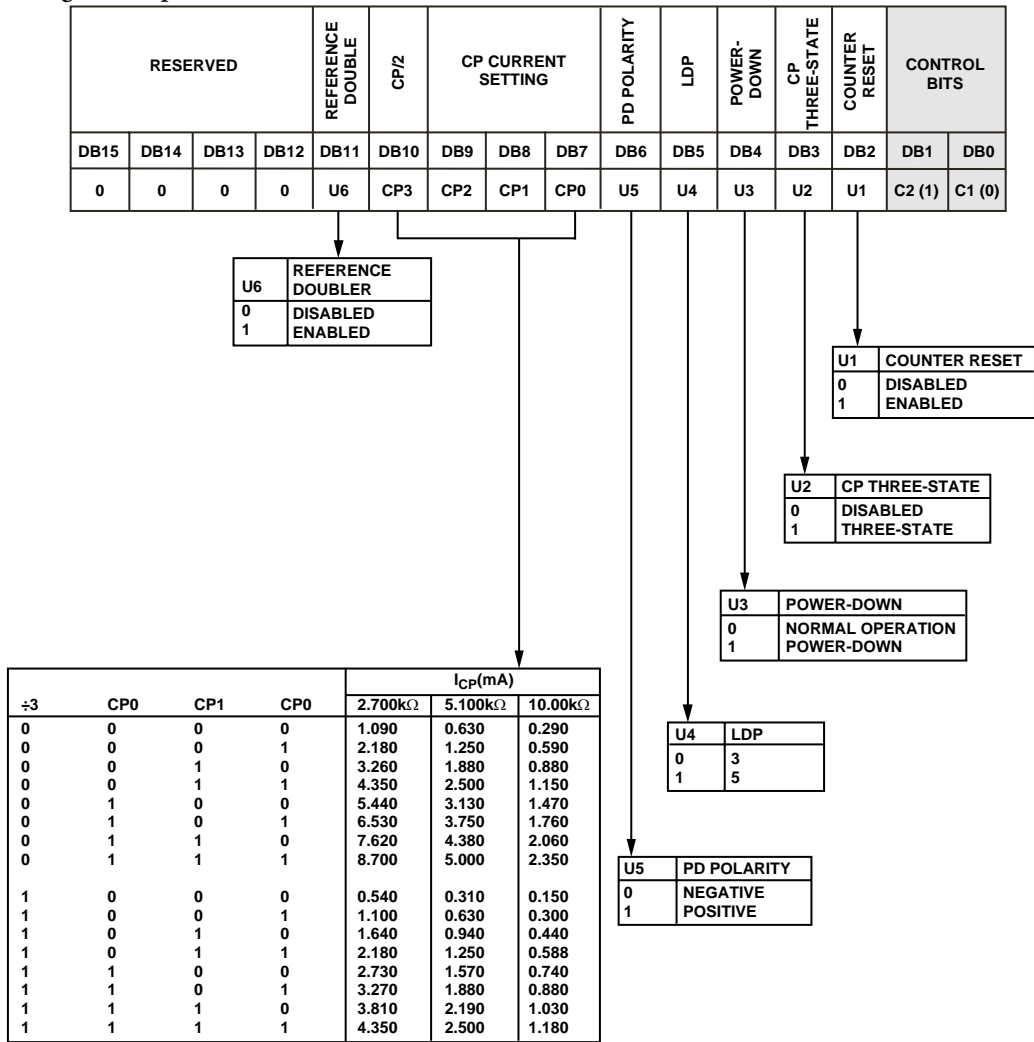 RESERVED REFERENCE DOUBLE CP/2 CP CURRENT SETTING PD POLARITY LDP POWER-DOWN CP THREE-STATE COUNTER RESET CONTROL BITS
DB15 DB14 DB13 DB12 DB11 DB10 DB9 DB8 DB7 DB6 DB5 DB4 DB3 DB2 DB1 DB0
0 0 0 0 U6 CP3 CP2 CP1 CP0 U5 U4 U3 U2 U1 C2 (1) C1 (0)
U6 REFERENCE DOUBLER
0 DISABLED
1 ENABLED
U1 COUNTER RESET
0 DISABLED
1 ENABLED
U2 CP THREE-STATE
0 DISABLED
1 THREE-STATE
U3 POWER-DOWN
0 NORMAL OPERATION
1 POWER-DOWN
U4 LDP
0 3
1 5
U5 PD POLARITY
0 NEGATIVE
1 POSITIVE
ICP(mA)
÷3 CP0 CP1 CP0 2.700kΩ 5.100kΩ 10.00kΩ
0 0 0 0 1.090 0.630 0.290
0 0 0 1 2.180 1.250 0.590
0 0 1 0 3.260 1.880 0.880
0 0 1 1 4.350 2.500 1.150
0 1 0 0 5.440 3.130 1.470
0 1 0 1 6.530 3.750 1.760
0 1 1 0 7.620 4.380 2.060
0 1 1 1 8.700 5.000 2.350
1 0 0 0 0.540 0.310 0.150
1 0 0 1 1.100 0.630 0.300
1 0 1 0 1.640 0.940 0.440
1 0 1 1 2.180 1.250 0.588
1 1 0 0 2.730 1.570 0.740
1 1 0 1 3.270 1.880 0.880
1 1 1 0 3.810 2.190 1.030
1 1 1 1 4.350 2.500 1.180